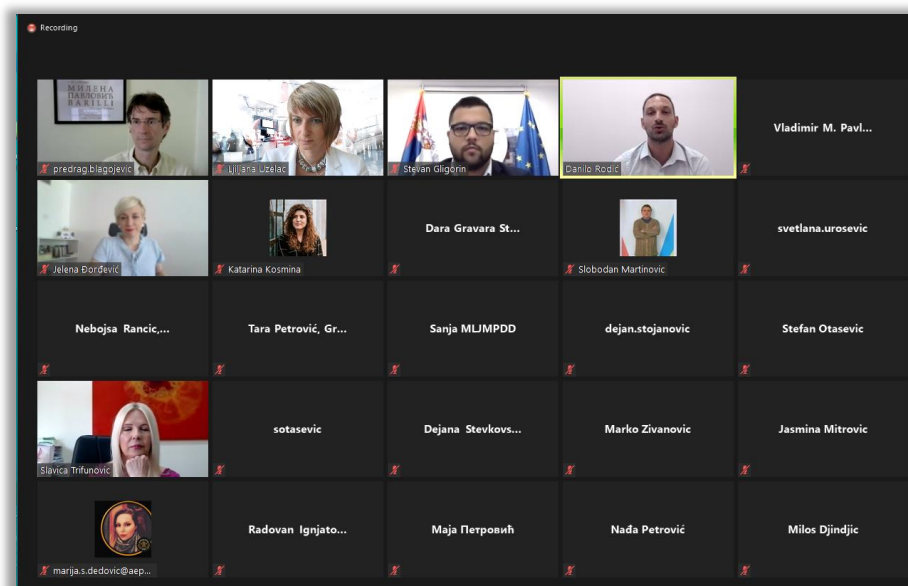 Recording
МИЛЕНА
ПАВЛОВИЋ
BARILLI
predrag.blagojevic
Ljiljana Uzelac
Stevan Gligorin
Danilo Rodić
Vladimir M. Pavl...
Jelena Đorđević
Katarina Kosmina
Dara Gravara St...
Slobodan Martinovic
svetlana.urosevic
Nebojsa Rancic,...
Tara Petrović, Gr...
Sanja MLJMPDD
dejan.stojanovic
Stefan Otasevic
Slavica Trifunovic
sotasevic
Dejana Stevkovs...
Marko Zivanovic
Jasmina Mitrovic
marija.s.dedovic@aep...
Radovan Ignjato...
Маја Петровић
Nađa Petrović
Milos Djindjic